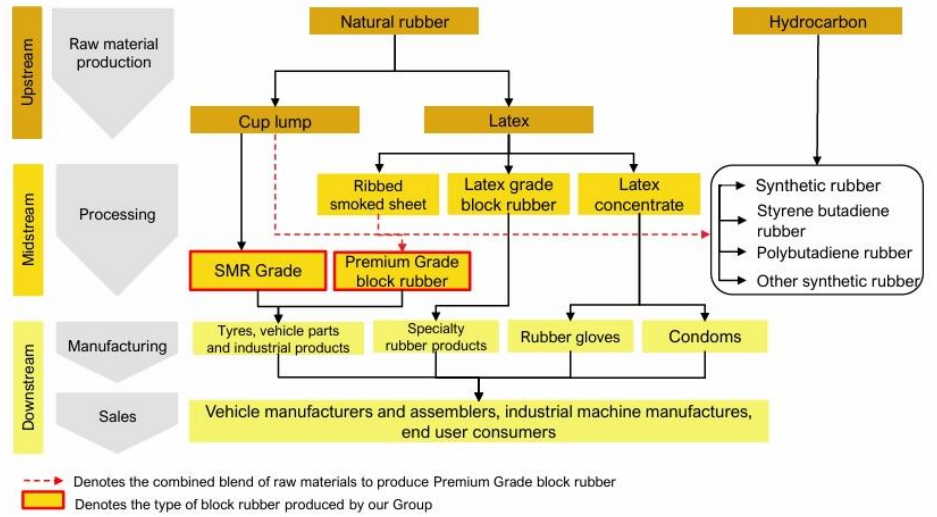 Natural rubber
Hydrocarbon
Upstream
Raw material
production
Cup lump
Latex
Midstream
Processing
Ribbed
smoked sheet
Latex grade
block rubber
Latex
concentrate
Synthetic rubber
Styrene butadiene
rubber
Polybutadiene rubber
Other synthetic rubber
SMR Grade
Premium Grade
block rubber
Downstream
Manufacturing
Tyres, vehicle parts
and industrial products
Specialty
rubber products
Rubber gloves
Condoms
Sales
Vehicle manufacturers and assemblers, industrial machine manufactures,
end user consumers
Denotes the combined blend of raw materials to produce Premium Grade block rubber
Denotes the type of block rubber produced by our Group